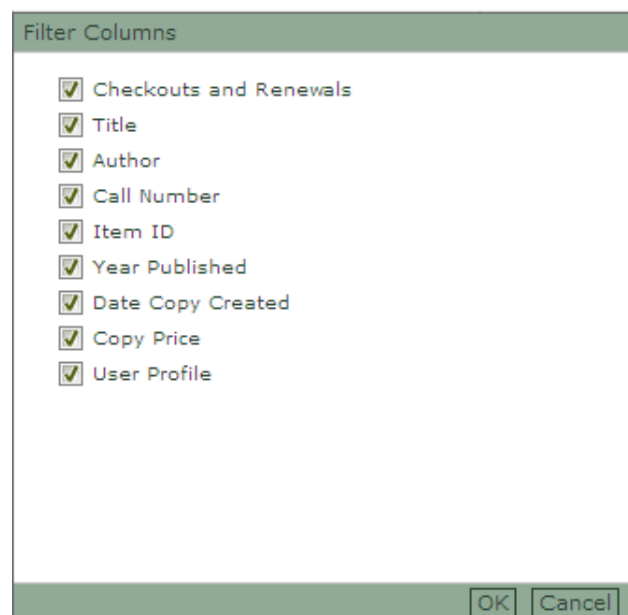 Filter Columns
Checkouts and Renewals
Title
Author
Call Number
Item ID
Year Published
Date Copy Created
Copy Price
User Profile
OK Cancel